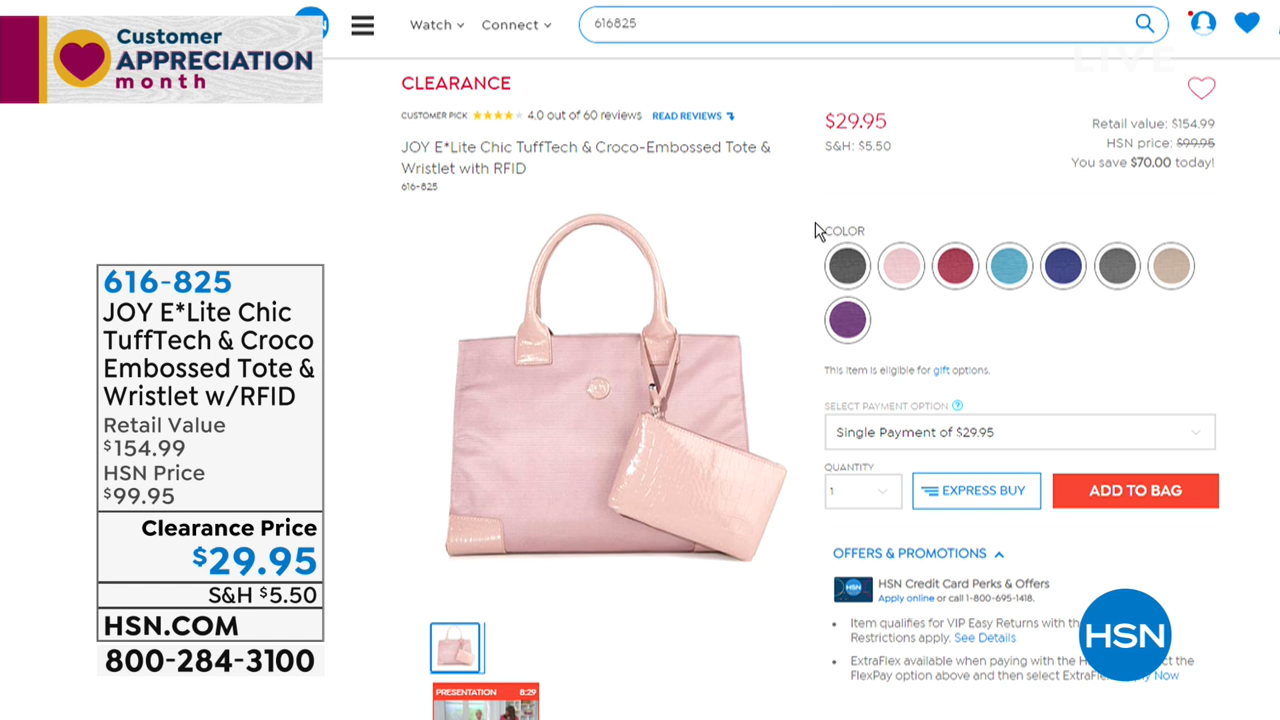 Customer
APPRECIATION
month
Watch
Connect
616825
LIVE
CLEARANCE
CUSTOMER PICK
4.0 out of 60 reviews
READ REVIEWS
JOY E*Lite Chic TuffTech & Croco-Embossed Tote &
Wristlet with RFID
616-825
$29.95
S&H: $5.50
Retail value: $154.99
HSN price: $99.95
You save $70.00 today!
COLOR
This item is eligible for gift options.
SELECT PAYMENT OPTION ?
Single Payment of $29.95
QUANTITY
1
EXPRESS BUY
ADD TO BAG
OFFERS & PROMOTIONS
HSN
HSN Credit Card Perks & Offers
Apply online or call 1-800-695-1418.
Item qualifies for VIP Easy Returns with th
Restrictions apply. See Details
ExtraFlex available when paying with the H ct the
FlexPay option above and then select ExtraFle y Now
HSN
PRESENTATION 8:29
616-825
JOY E*Lite Chic
TuffTech & Croco
Embossed Tote &
Wristlet w/RFID
Retail Value
$154.99
HSN Price
$99.95
Clearance Price
$29.95
S&H $5.50
HSN.COM
800-284-3100